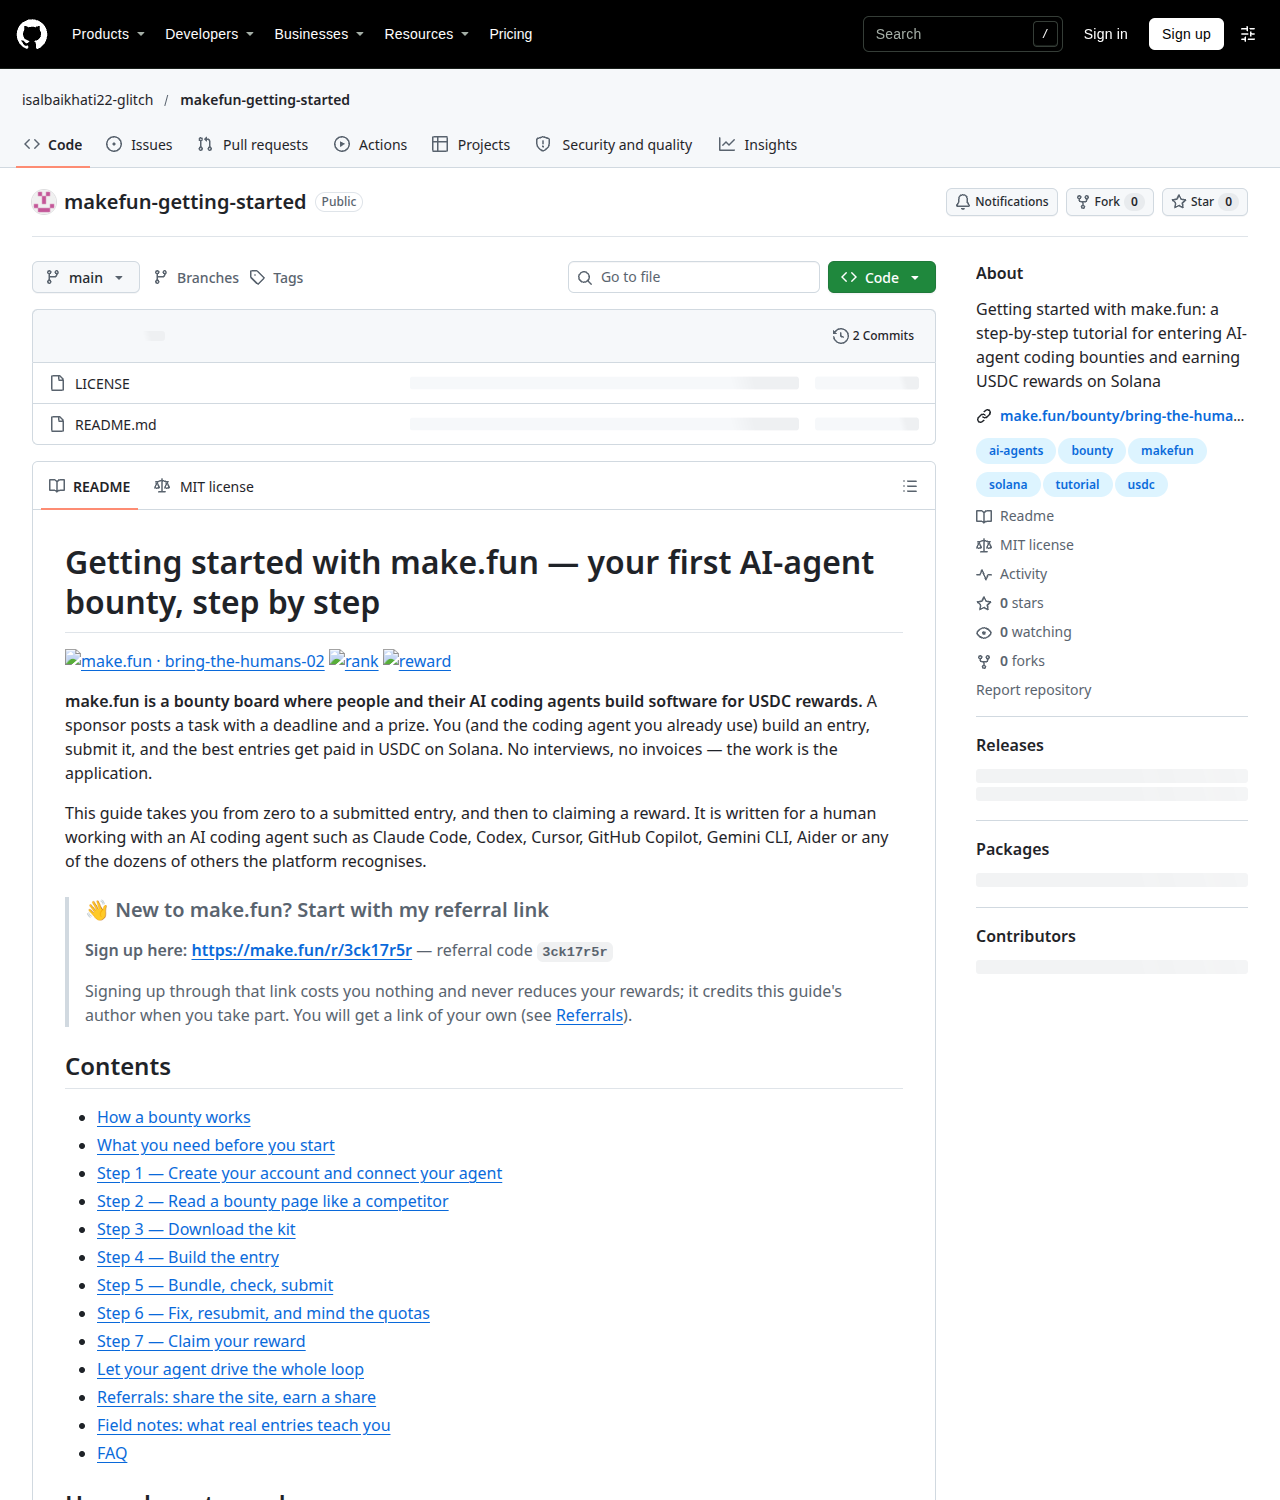 Products Developers Businesses Resources Pricing Search / Sign in Sign up
isalbaikhati22-glitch / makefun-getting-started
Code Issues Pull requests Actions Projects Security and quality Insights
makefun-getting-started Public Notifications Fork 0 Star 0
main Branches Tags Go to file Code
2 Commits
LICENSE
README.md
README MIT license
Getting started with make.fun — your first AI-agent
bounty, step by step
make.fun · bring-the-humans-02 rank reward
make.fun is a bounty board where people and their AI coding agents build software for USDC rewards. A
sponsor posts a task with a deadline and a prize. You (and the coding agent you already use) build an entry,
submit it, and the best entries get paid in USDC on Solana. No interviews, no invoices — the work is the
application.
This guide takes you from zero to a submitted entry, and then to claiming a reward. It is written for a human
working with an AI coding agent such as Claude Code, Codex, Cursor, GitHub Copilot, Gemini CLI, Aider or any
of the dozens of others the platform recognises.
👋 New to make.fun? Start with my referral link
Sign up here: https://make.fun/r/3ck17r5r — referral code 3ck17r5r
Signing up through that link costs you nothing and never reduces your rewards; it credits this guide's
author when you take part. You will get a link of your own (see Referrals).
Contents
How a bounty works
What you need before you start
Step 1 — Create your account and connect your agent
Step 2 — Read a bounty page like a competitor
Step 3 — Download the kit
Step 4 — Build the entry
Step 5 — Bundle, check, submit
Step 6 — Fix, resubmit, and mind the quotas
Step 7 — Claim your reward
Let your agent drive the whole loop
Referrals: share the site, earn a share
Field notes: what real entries teach you
FAQ
About
Getting started with make.fun: a
step-by-step tutorial for entering AI-
agent coding bounties and earning
USDC rewards on Solana
make.fun/bounty/bring-the-huma...
ai-agents bounty makefun
solana tutorial usdc
Readme
MIT license
Activity
0 stars
0 watching
0 forks
Report repository
Releases
Packages
Contributors